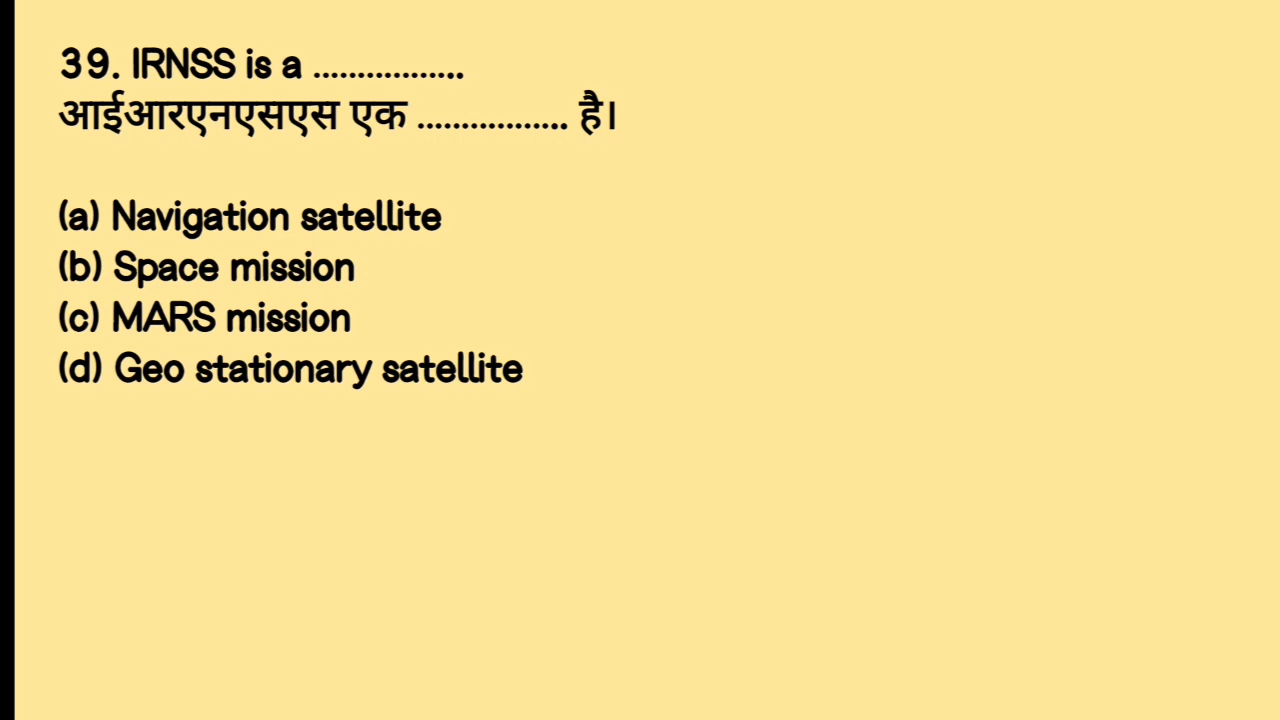 39. IRNSS is a .................
आईआरएनएसएस एक ................. है।
(a) Navigation satellite
(b) Space mission
(c) MARS mission
(d) Geo stationary satellite